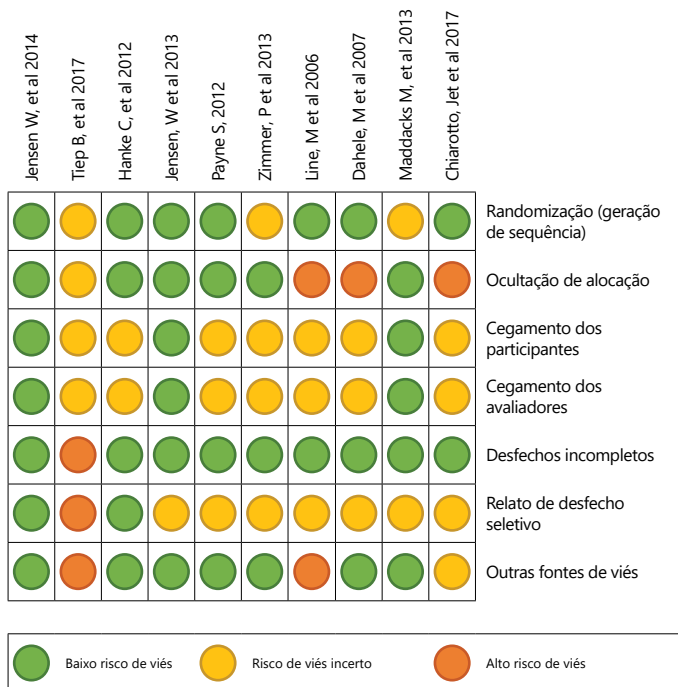 Jensen W, et al 2014
Tiep B, et al 2017
Hanke C, et al 2012
Jensen, W et al 2013
Payne S, 2012
Zimmer, P et al 2013
Line, M et al 2006
Dahele, M et al 2007
Maddacks M, et al 2013
Chiarotto, Jet et al 2017
Randomização (geração
de sequência)
Ocultação de alocação
Cegamento dos
participantes
Cegamento dos
avaliadores
Desfechos incompletos
Relato de desfecho
seletivo
Outras fontes de viés
Baixo risco de viés
Risco de viés incerto
Alto risco de viés